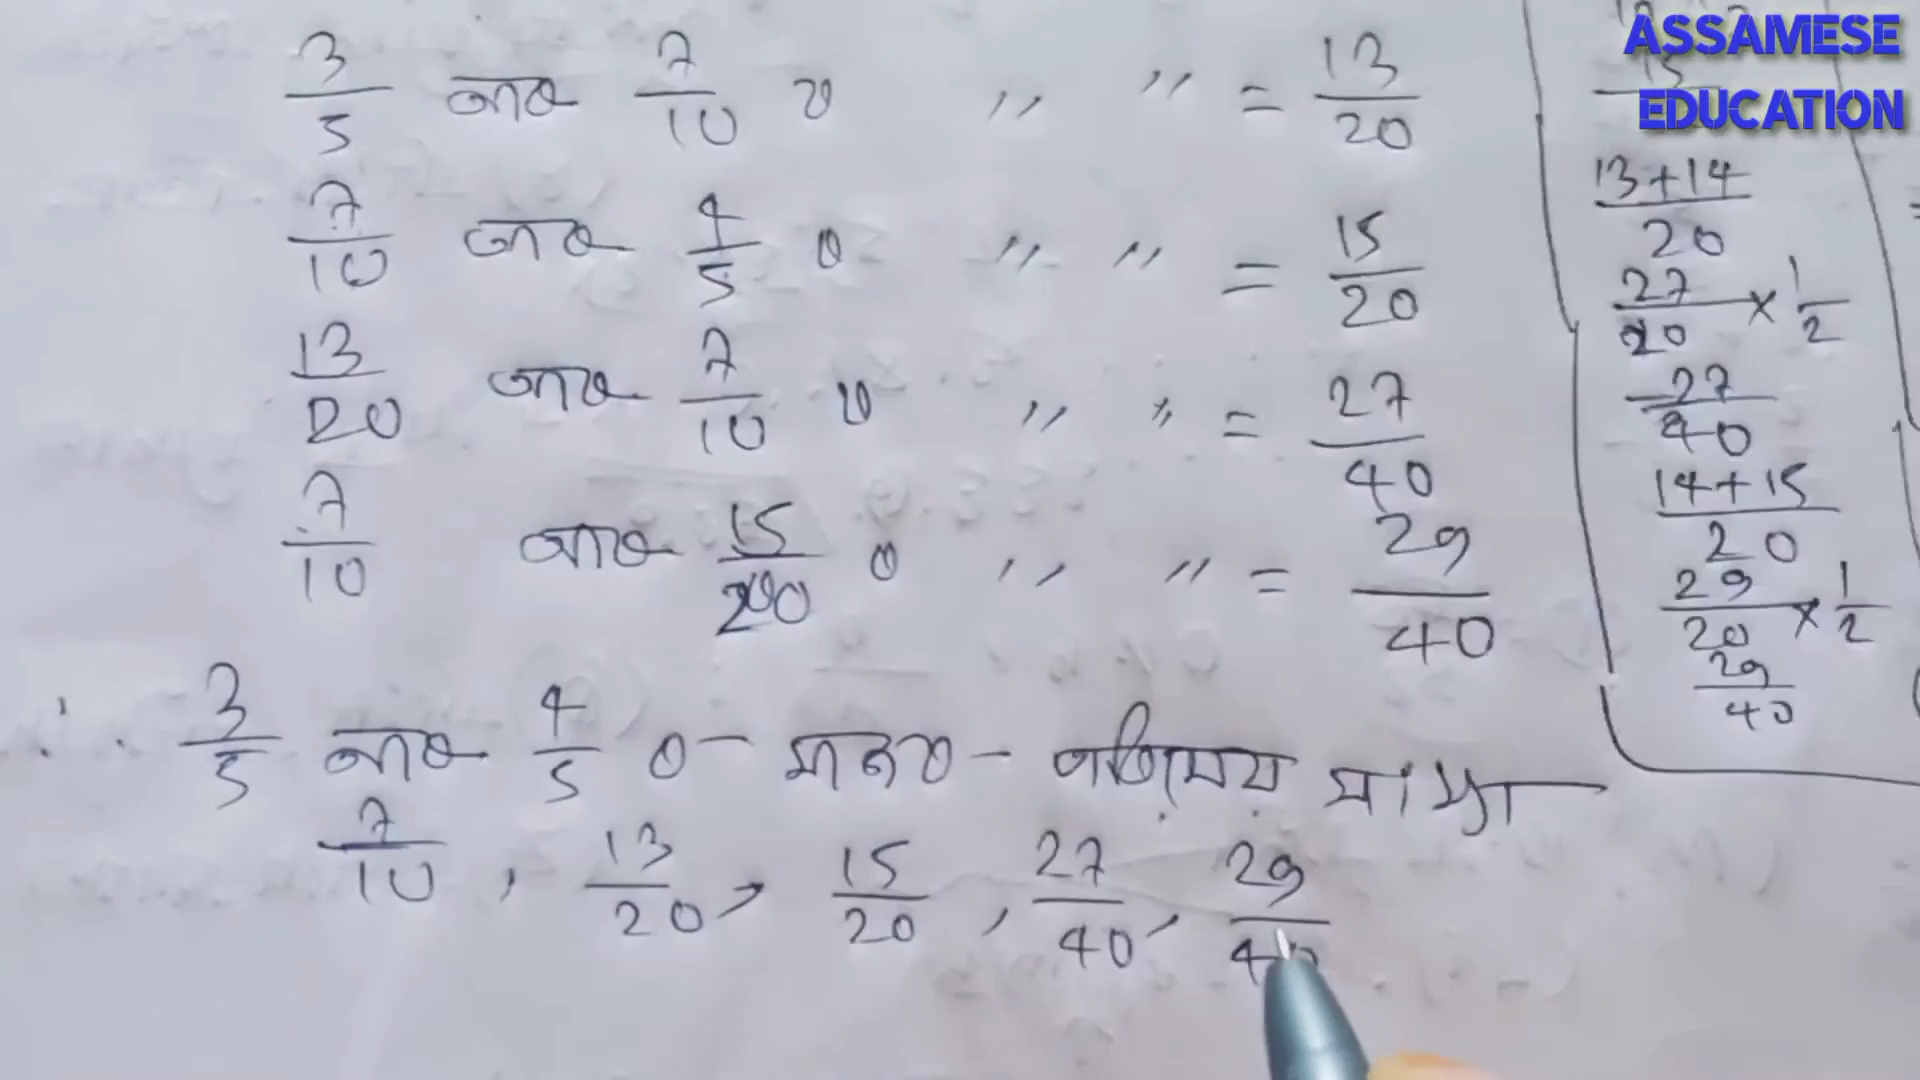 ASSAMESE
EDUCATION
3/5 আৰু 7/10 ৰ " " = 13/20
7/10 আৰু 4/5 ৰ " " = 15/20
13/20 আৰু 7/10 ৰ " " = 27/40
7/10 আৰু 15/20 ৰ " " = 29/40
∴ 3/5 আৰু 4/5 ৰ মাজৰ পৰিমেয় সংখ্যা
7/10, 13/20, 15/20, 27/40, 29/40
15
13+14/20
27/20 × 1/2
27/40
14+15/20
29/20 × 1/2
29/40